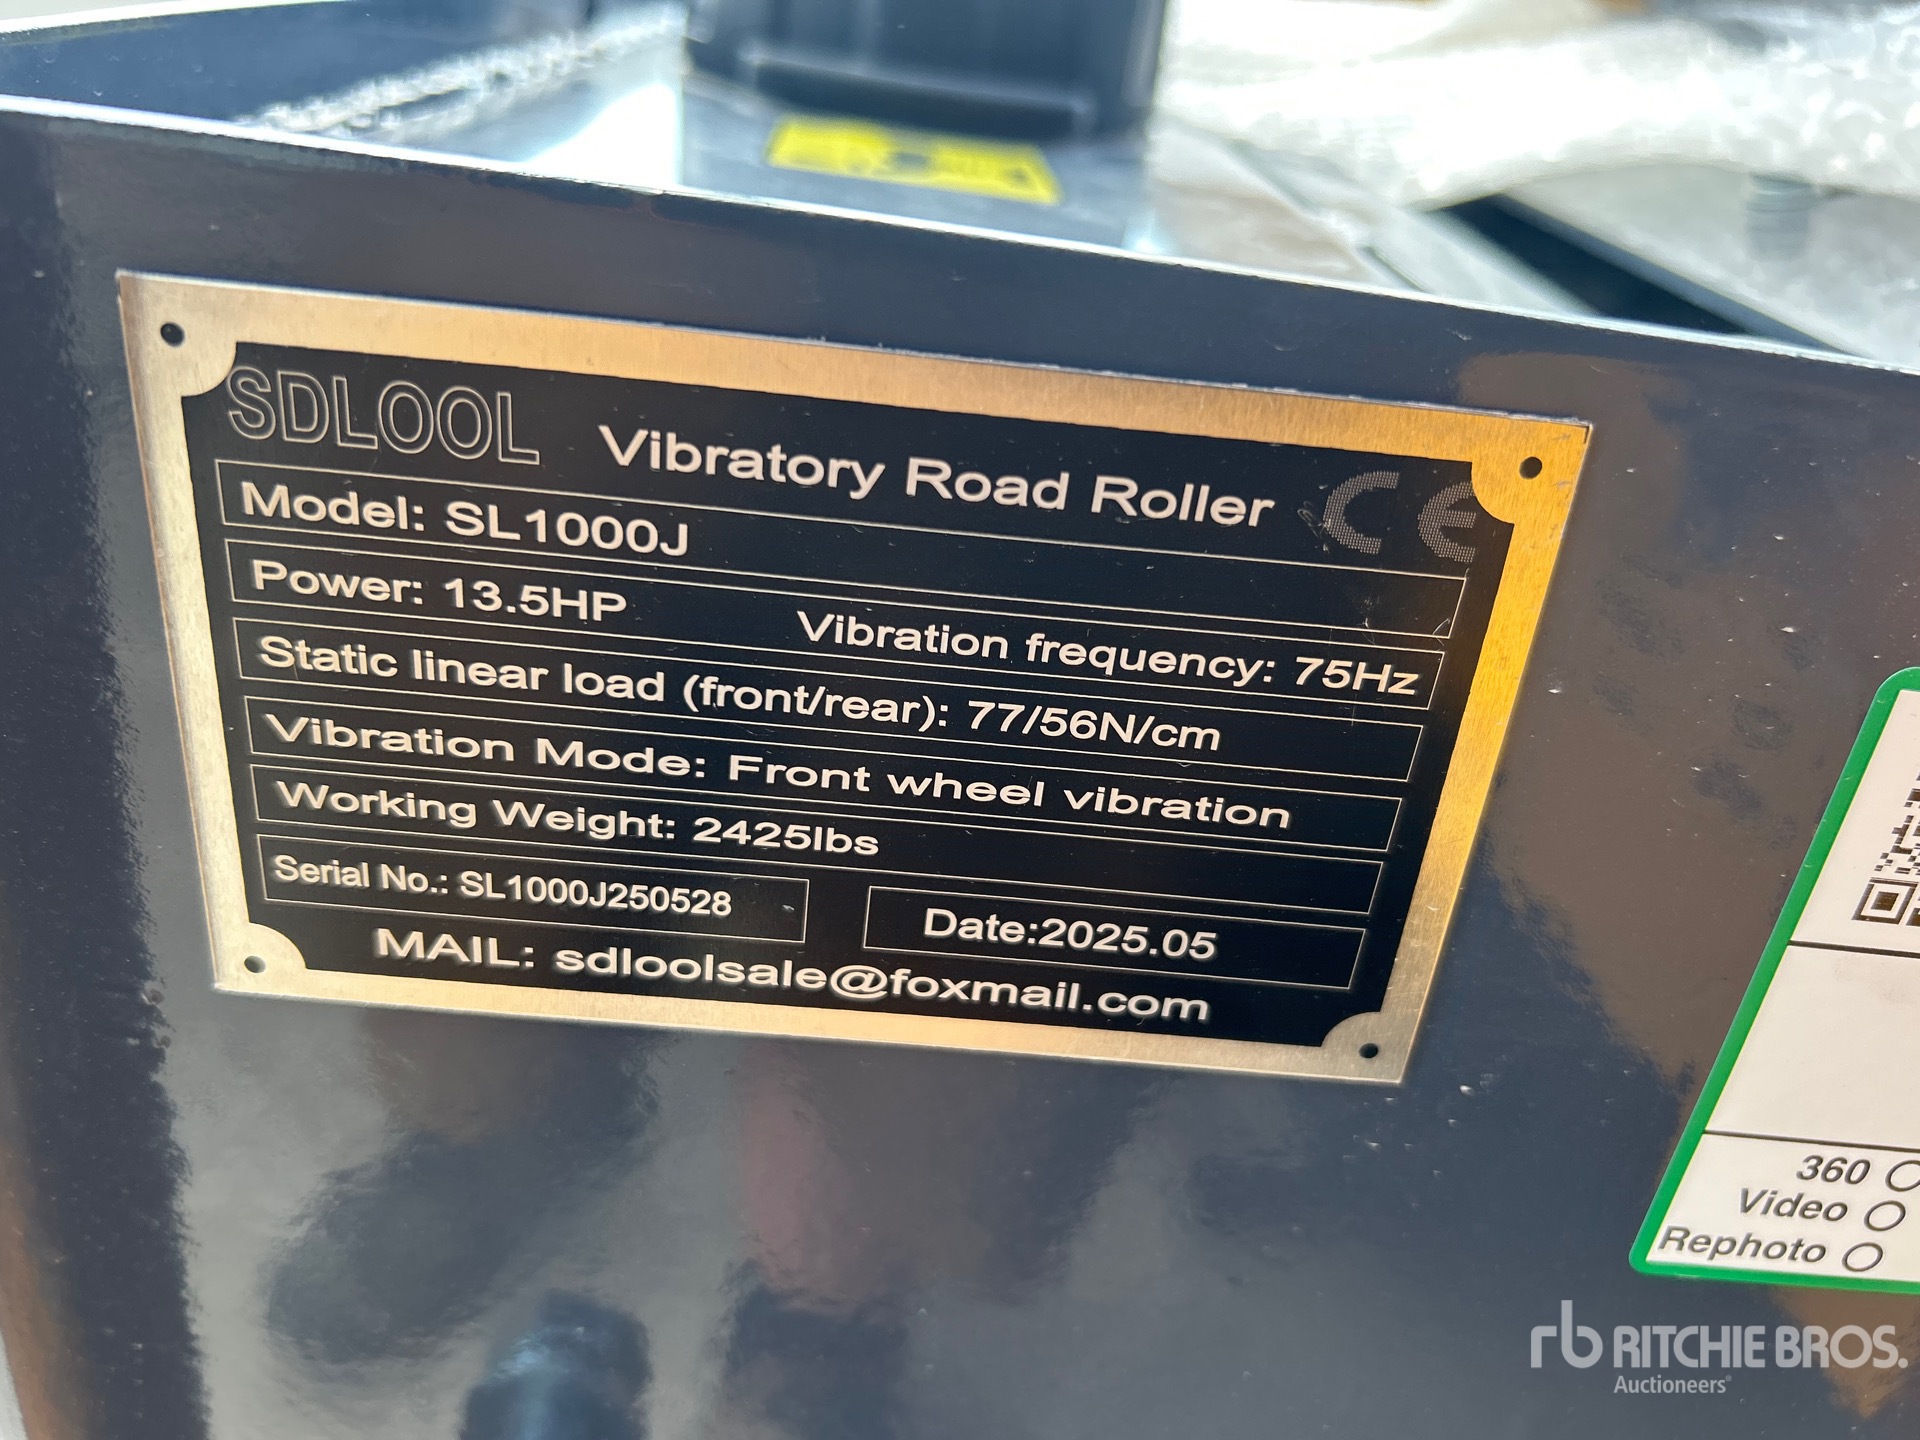 SDLOOL Vibratory Road Roller CE
Model: SL1000J
Power: 13.5HP Vibration frequency: 75Hz
Static linear load (front/rear): 77/56N/cm
Vibration Mode: Front wheel vibration
Working Weight: 2425lbs
Serial No.: SL1000J250528 Date:2025.05
MAIL: sdloolsale@foxmail.com
360
Video
Rephoto
rb RITCHIE BROS.
Auctioneers